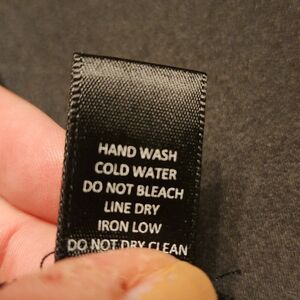 HAND WASH
COLD WATER
DO NOT BLEACH
LINE DRY
IRON LOW
DO NOT DRY CLEAN